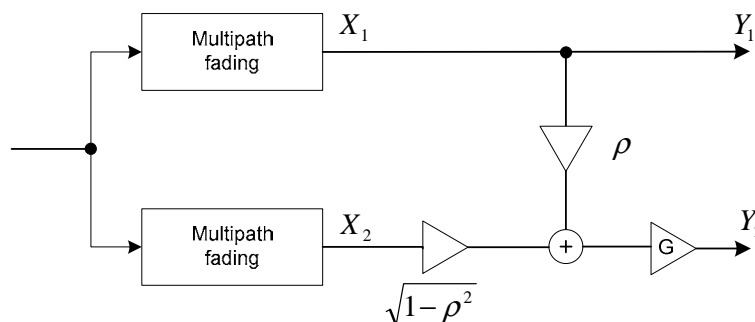 Multipath
fading
X₁
Y₁
ρ
Multipath
fading
X₂
√1−ρ²
+
G
Y